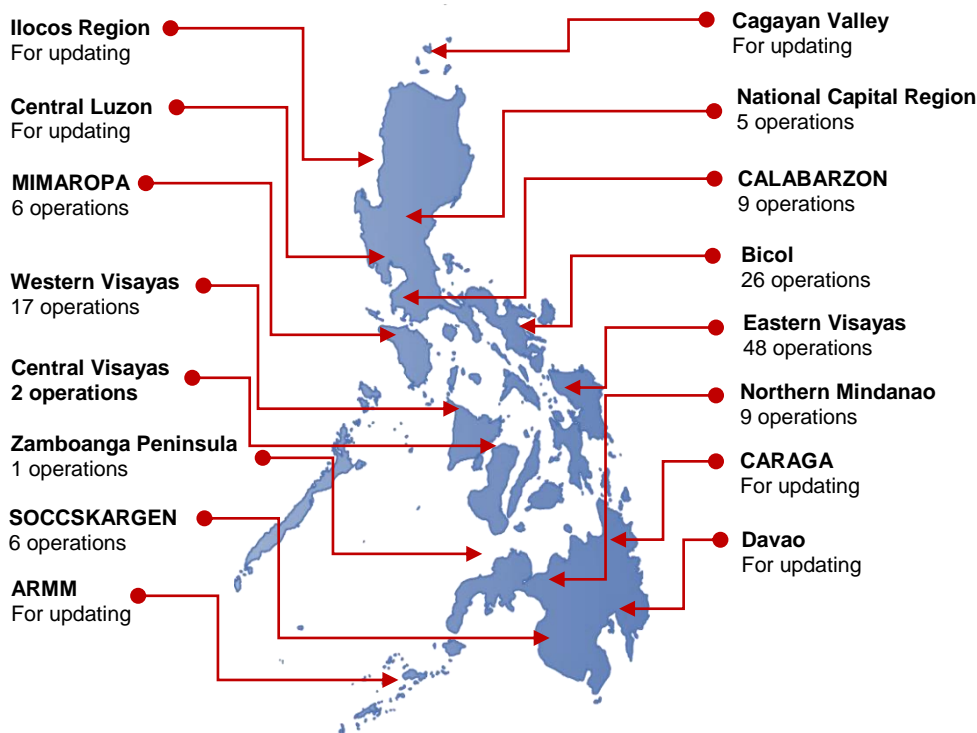 Ilocos Region
For updating
Central Luzon
For updating
MIMAROPA
6 operations
Western Visayas
17 operations
Central Visayas
2 operations
Zamboanga Peninsula
1 operations
SOCCSKARGEN
6 operations
ARMM
For updating
Cagayan Valley
For updating
National Capital Region
5 operations
CALABARZON
9 operations
Bicol
26 operations
Eastern Visayas
48 operations
Northern Mindanao
9 operations
CARAGA
For updating
Davao
For updating